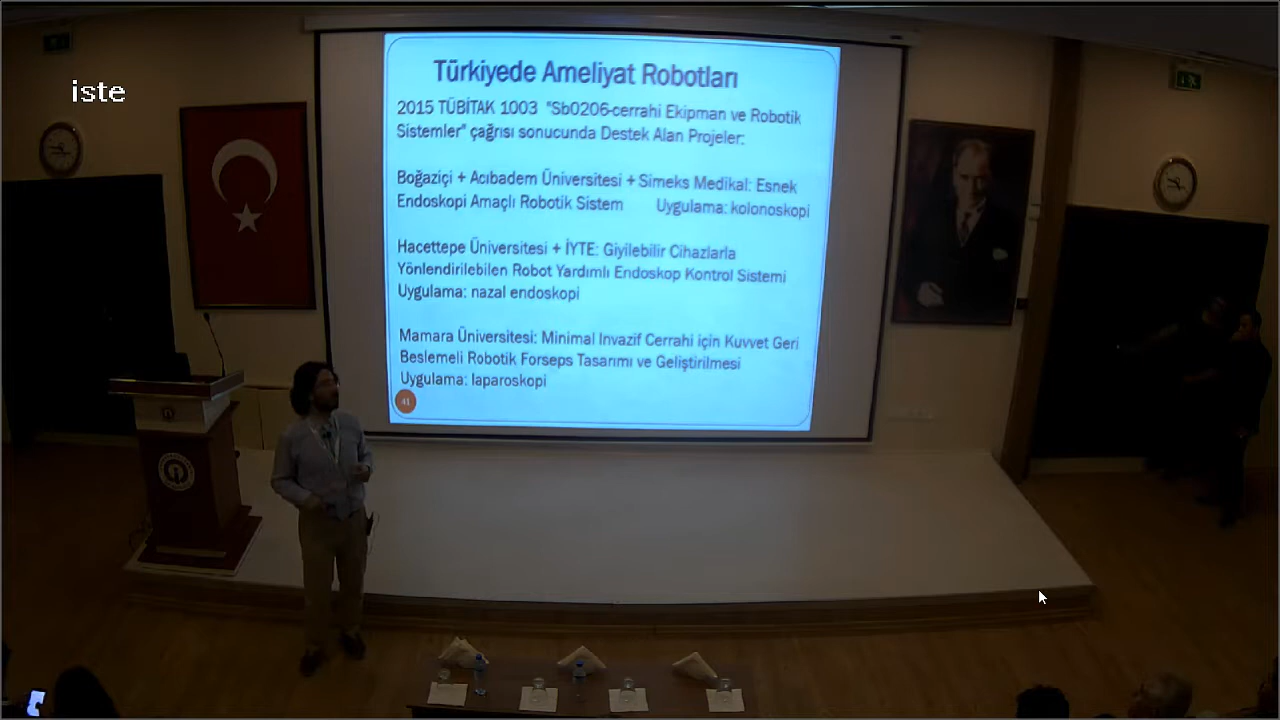 iste
Türkiyede Ameliyat Robotları
2015 TÜBİTAK 1003 "Sb0206-cerrahi Ekipman ve Robotik
Sistemler" çağrısı sonucunda Destek Alan Projeler:
Boğaziçi + Acıbadem Üniversitesi + Simeks Medikal: Esnek
Endoskopi Amaçlı Robotik Sistem Uygulama: kolonoskopi
Hacettepe Üniversitesi + İYTE: Giyilebilir Cihazlarla
Yönlendirilebilen Robot Yardımlı Endoskop Kontrol Sistemi
Uygulama: nazal endoskopi
Mamara Üniversitesi: Minimal Invazif Cerrahi için Kuvvet Geri
Beslemeli Robotik Forseps Tasarımı ve Geliştirilmesi
Uygulama: laparoskopi
41